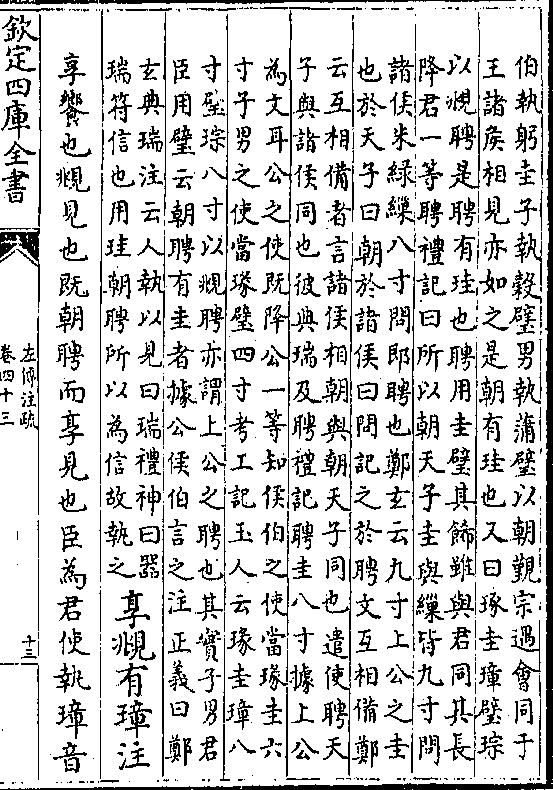 伯執躬圭子執穀璧男執蒲璧以朝覲宗遇會同于
王諸侯相見亦如之是朝有珪也又曰琢圭璋璧琮
以覜聘是聘有珪也聘用圭璧其飾雖與君同其長
降君一等聘禮記曰所以朝天子圭與繅皆九寸問
諸侯朱緑繅八寸問即聘也鄭玄云九寸上公之圭
也於天子曰朝於諸侯曰問記之於聘文互相備鄭
云互相備者言諸侯相朝與朝天子同也遣使聘天
子與諸侯同也彼典瑞及聘禮記聘圭八寸據上公
為文耳公之使既降公一等知侯伯之使當瑑圭六
寸子男之使當瑑璧四寸考工記玉人云瑑圭璋八
寸璧琮八寸以覜聘亦謂上公之聘也其實子男君
臣用璧云朝聘有圭者據公侯伯言之注正義曰鄭
玄典瑞注云人執以見曰瑞禮神曰器
瑞符信也用珪朝聘所以為信故執之
享覜有璋注
享饗也覜見也既朝聘而享見也臣為君使執璋音
欽定四庫全書
左傳注疏
卷四十三
十三